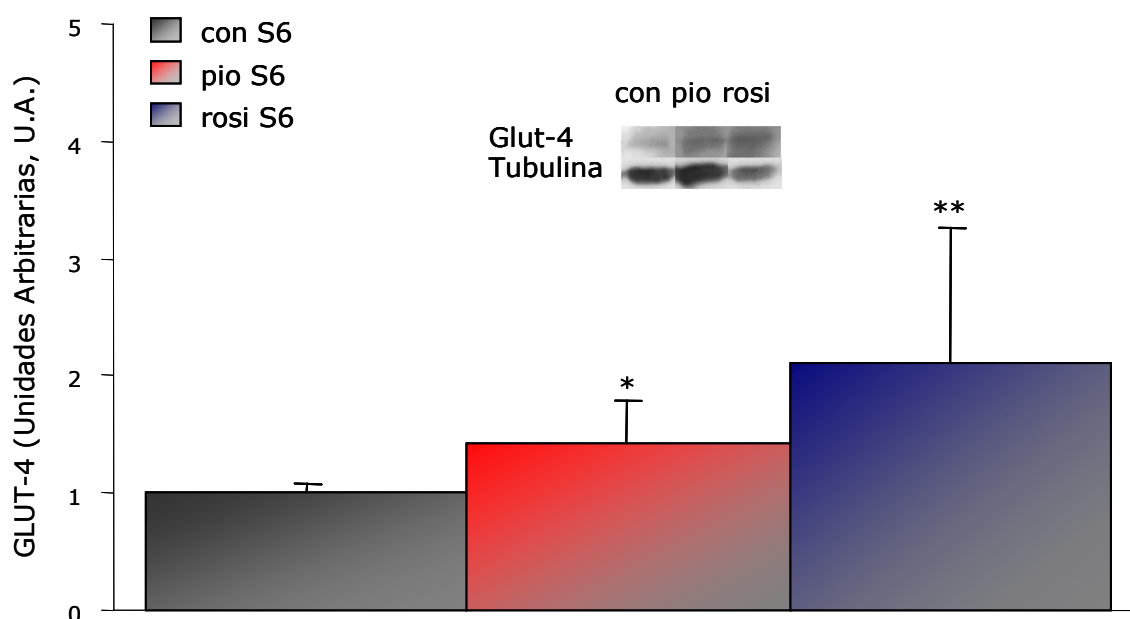 GLUT-4 (Unidades Arbitrarias, U.A.)
5
4
3
2
1
0
con S6
pio S6
rosi S6
con pio rosi
Glut-4
Tubulina
*
**